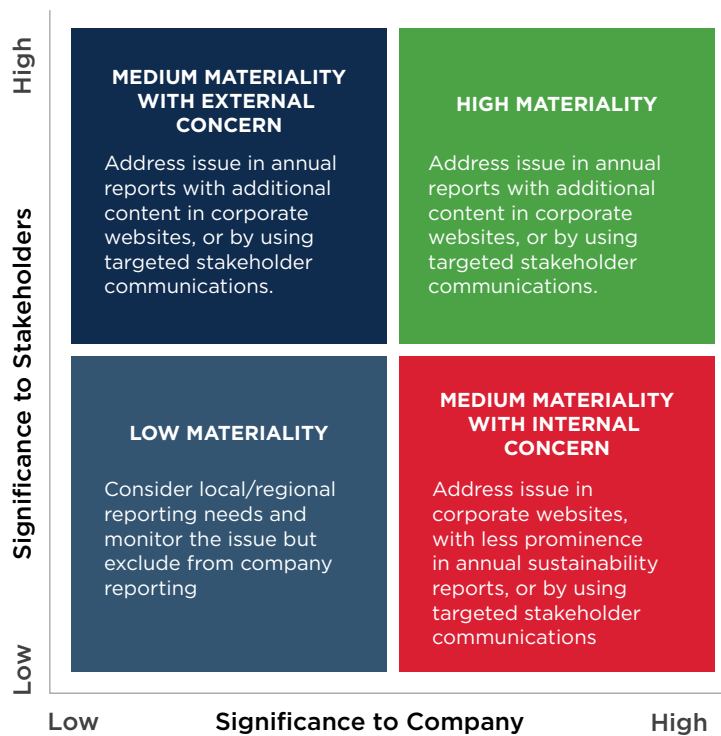 High
Significance to Stakeholders
Low
MEDIUM MATERIALITY
WITH EXTERNAL
CONCERN
Address issue in annual
reports with additional
content in corporate
websites, or by using
targeted stakeholder
communications.
HIGH MATERIALITY
Address issue in annual
reports with additional
content in corporate
websites, or by using
targeted stakeholder
communications.
LOW MATERIALITY
Consider local/regional
reporting needs and
monitor the issue but
exclude from company
reporting
MEDIUM MATERIALITY
WITH INTERNAL
CONCERN
Address issue in
corporate websites,
with less prominence
in annual sustainability
reports, or by using
targeted stakeholder
communications
Low
Significance to Company
High